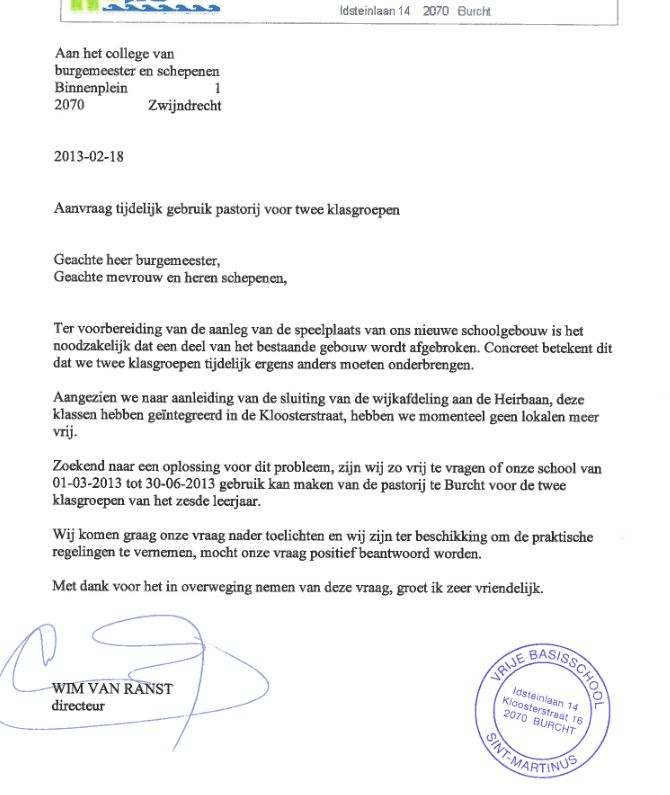 Idsteinlaan 14 2070 Burcht
Aan het college van
burgemeester en schepenen
Binnenplein 1
2070 Zwijndrecht
2013-02-18
Aanvraag tijdelijk gebruik pastorij voor twee klasgroepen
Geachte heer burgemeester,
Geachte mevrouw en heren schepenen,
Ter voorbereiding van de aanleg van de speelplaats van ons nieuwe schoolgebouw is het
noodzakelijk dat een deel van het bestaande gebouw wordt afgebroken. Concreet betekent dit
dat we twee klasgroepen tijdelijk ergens anders moeten onderbrengen.
Aangezien we naar aanleiding van de sluiting van de wijkafdeling aan de Heirbaan, deze
klassen hebben geïntegreerd in de Kloosterstraat, hebben we momenteel geen lokalen meer
vrij.
Zoekend naar een oplossing voor dit probleem, zijn wij zo vrij te vragen of onze school van
01-03-2013 tot 30-06-2013 gebruik kan maken van de pastorij te Burcht voor de twee
klasgroepen van het zesde leerjaar.
Wij komen graag onze vraag nader toelichten en wij zijn ter beschikking om de praktische
regelingen te vernemen, mocht onze vraag positief beantwoord worden.
Met dank voor het in overweging nemen van deze vraag, groet ik zeer vriendelijk.
WIM VAN RANST
directeur
VRIJE BASISSCHOOL
Idsteinlaan 14
Kloosterstraat 16
2070 BURCHT
SINT-MARTINUS